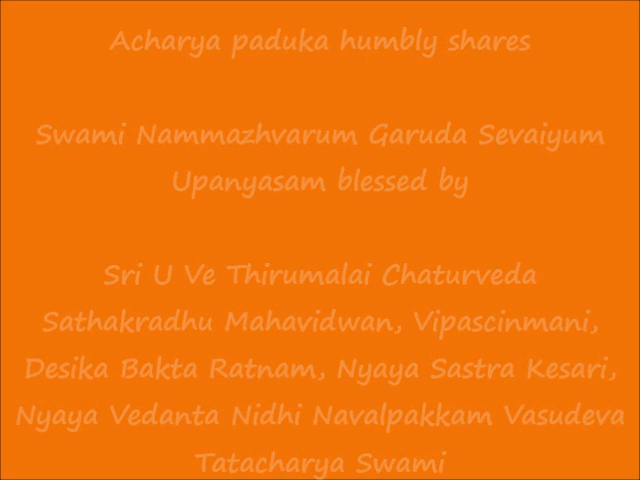 Acharya paduka humbly shares
Swami Nammazhvarum Garuda Sevaiyum
Upanyasam blessed by
Sri U Ve Thirumalai Chaturveda
Sathakradhu Mahavidwan, Vipascinmani,
Desika Bakta Ratnam, Nyaya Sastra Kesari,
Nyaya Vedanta Nidhi Navalpakkam Vasudeva
Tatacharya Swami